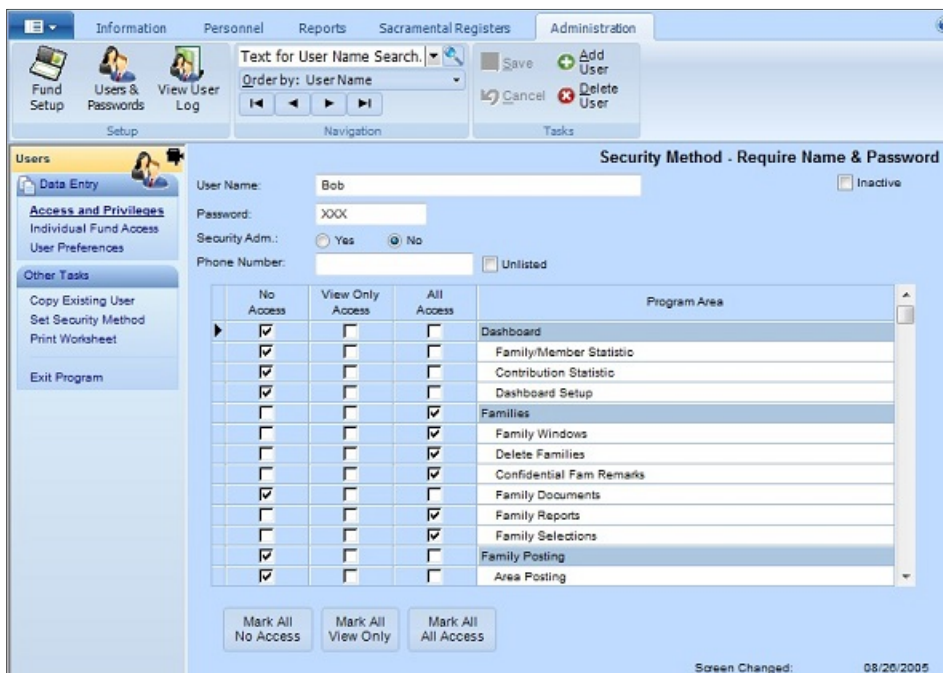 Information Personnel Reports Sacramental Registers Administration
Fund Setup
Users & Passwords
View User Log
Setup
Text for User Name Search.
Order by: User Name
Navigation
Save
Cancel
Add User
Delete User
Tasks
Users
Data Entry
Access and Privileges
Individual Fund Access
User Preferences
Other Tasks
Copy Existing User
Set Security Method
Print Worksheet
Exit Program
Security Method - Require Name & Password
User Name: Bob Inactive
Password: XXX
Security Adm.: Yes No
Phone Number: Unlisted
No Access View Only Access All Access Program Area
Dashboard
Family/Member Statistic
Contribution Statistic
Dashboard Setup
Families
Family Windows
Delete Families
Confidential Fam Remarks
Family Documents
Family Reports
Family Selections
Family Posting
Area Posting
Mark All No Access
Mark All View Only
Mark All All Access
Screen Changed: 08/26/2005